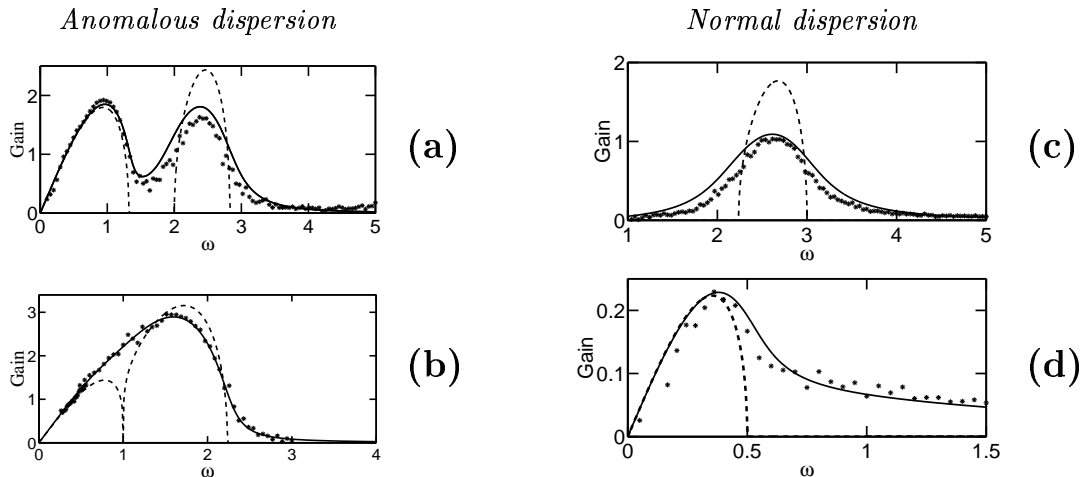 Anomalous dispersion
Normal dispersion
2
1
0
Gain
0 1 2 3 4 5
ω
(a)
2
1
0
Gain
1 2 3 4 5
ω
(c)
3
2
1
0
Gain
0 1 2 3 4
ω
(b)
0.2
0.1
0
Gain
0 0.5 1 1.5
ω
(d)